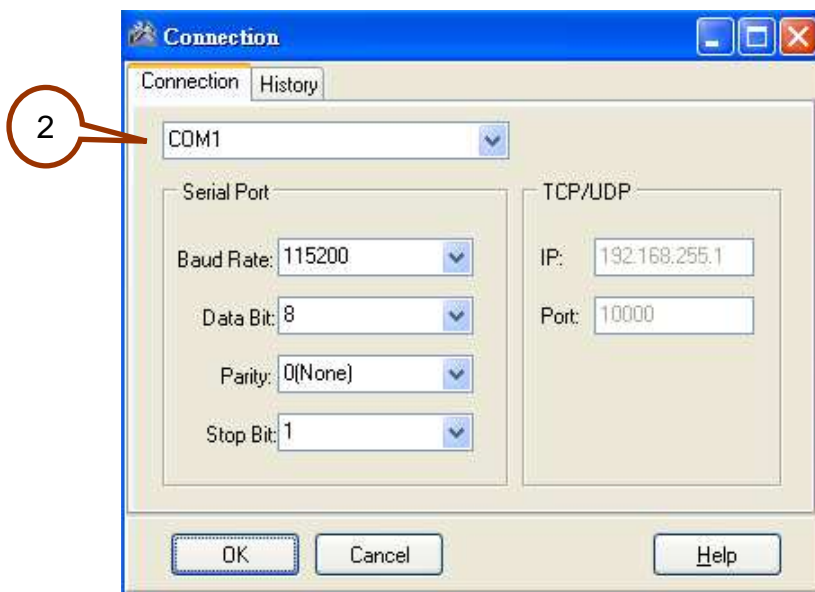 Connection
Connection History
2
COM1
Serial Port TCP/UDP
Baud Rate: 115200 IP: 192.168.255.1
Data Bit: 8 Port: 10000
Parity: 0(None)
Stop Bit: 1
OK Cancel Help